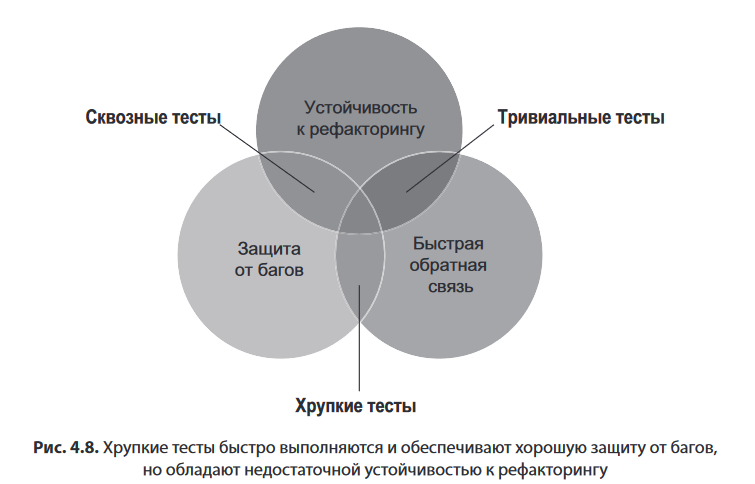 Устойчивость
к рефакторингу
Сквозные тесты
Тривиальные тесты
Защита
от багов
Быстрая
обратная
связь
Хрупкие тесты
Рис. 4.8. Хрупкие тесты быстро выполняются и обеспечивают хорошую защиту от багов,
но обладают недостаточной устойчивостью к рефакторингу